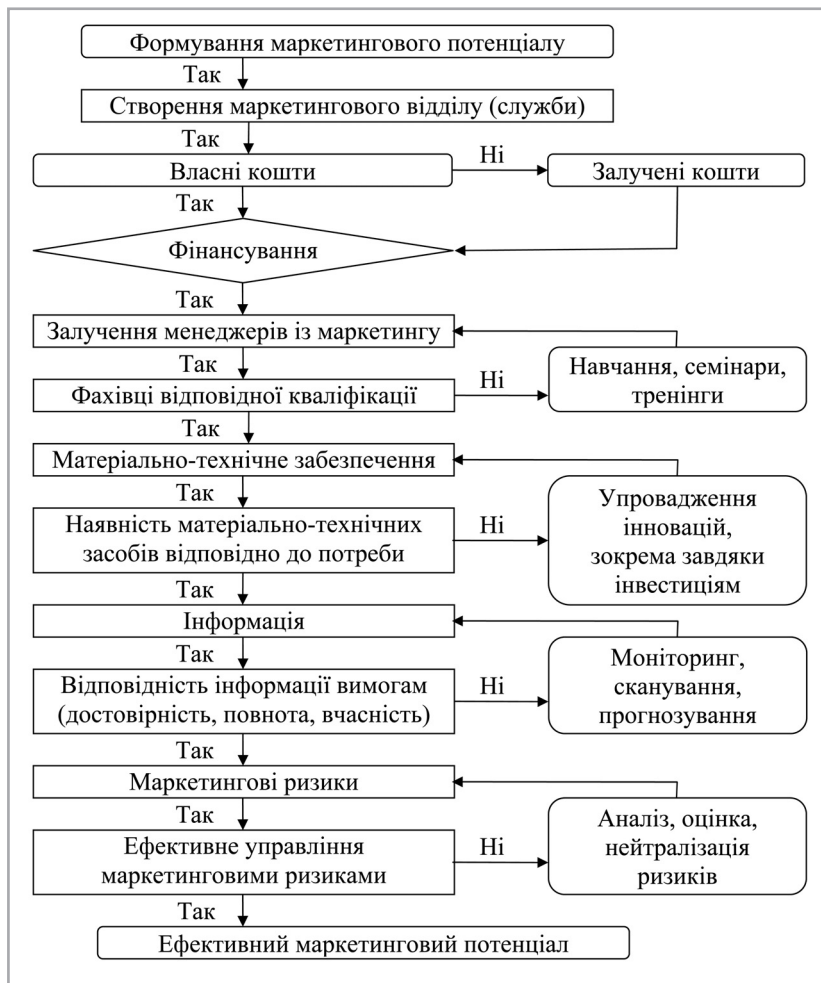 Формування маркетингового потенціалу
Так
Створення маркетингового відділу (служби)
Так
Власні кошти
Ні
Залучені кошти
Так
Фінансування
Так
Залучення менеджерів із маркетингу
Так
Фахівці відповідної кваліфікації
Ні
Навчання, семінари,
тренінги
Так
Матеріально-технічне забезпечення
Так
Наявність матеріально-технічних
засобів відповідно до потреби
Ні
Упровадження
інновацій,
зокрема завдяки
інвестиціям
Так
Інформація
Так
Відповідність інформації вимогам
(достовірність, повнота, вчасність)
Ні
Моніторинг,
сканування,
прогнозування
Так
Маркетингові ризики
Так
Ефективне управління
маркетинговими ризиками
Ні
Аналіз, оцінка,
нейтралізація
ризиків
Так
Ефективний маркетинговий потенціал